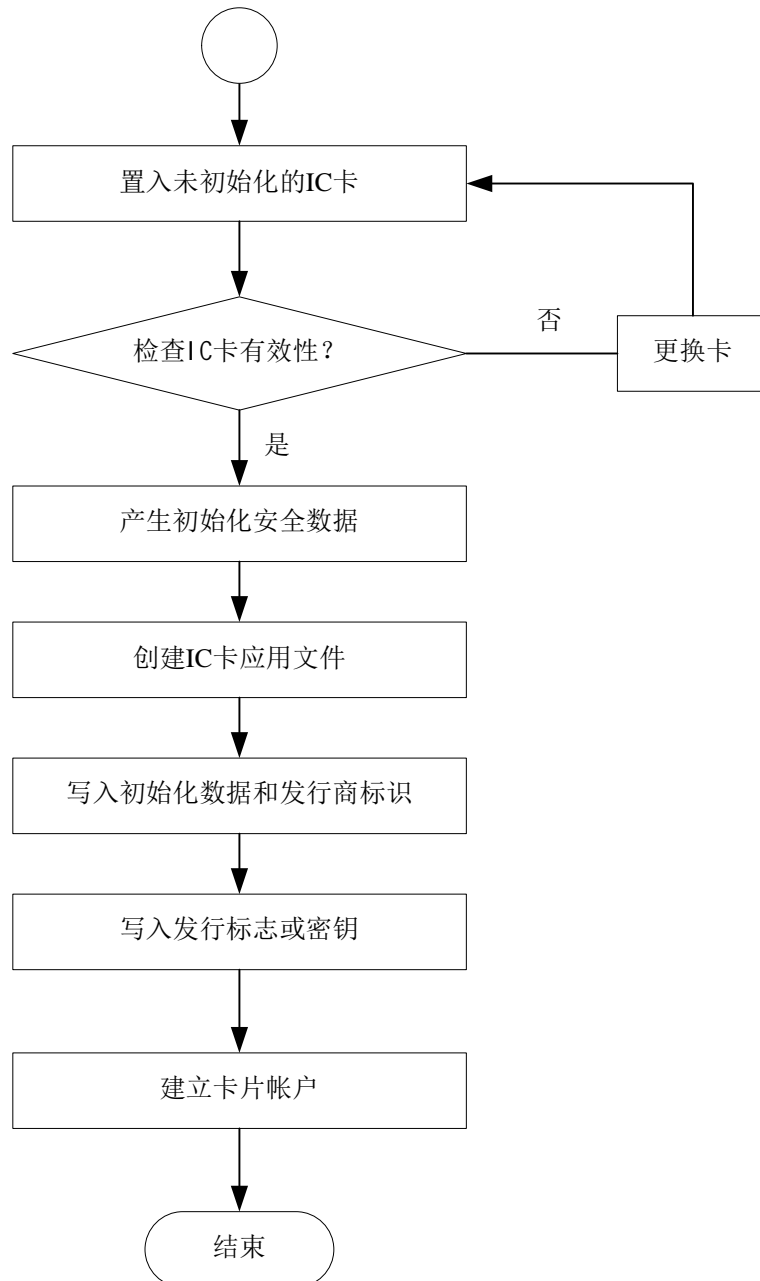 置入未初始化的IC卡
否
检查IC卡有效性？
更换卡
是
产生初始化安全数据
创建IC卡应用文件
写入初始化数据和发行商标识
写入发行标志或密钥
建立卡片帐户
结束